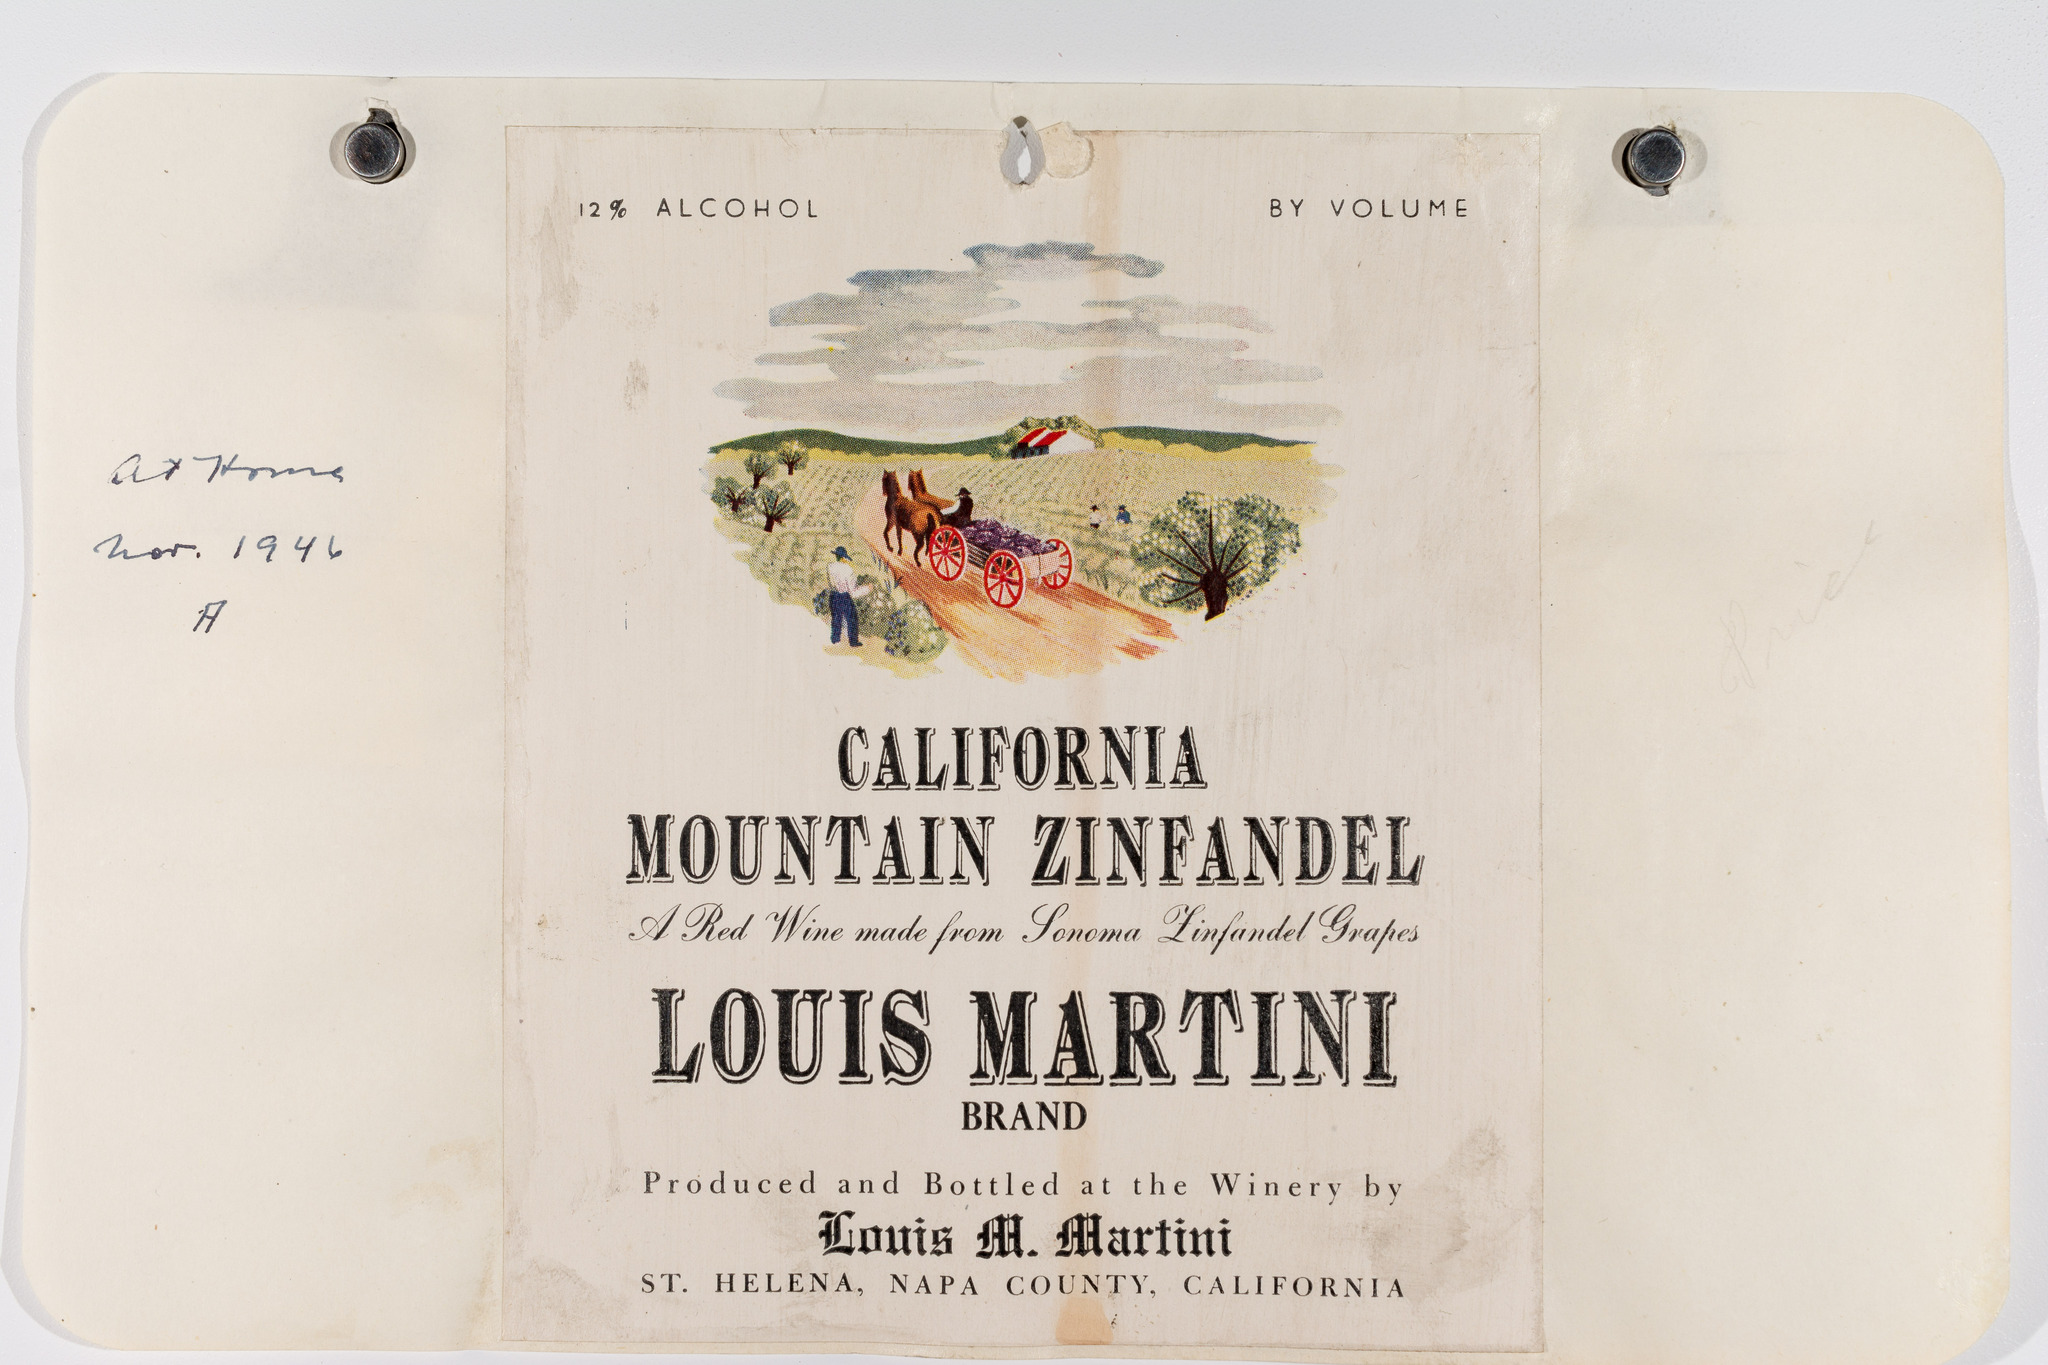 12% ALCOHOL BY VOLUME
At Home
Nov. 1946
A
CALIFORNIA
MOUNTAIN ZINFANDEL
A Red Wine made from Sonoma Zinfandel Grapes
LOUIS MARTINI
BRAND
Produced and Bottled at the Winery by
Louis M. Martini
ST. HELENA, NAPA COUNTY, CALIFORNIA